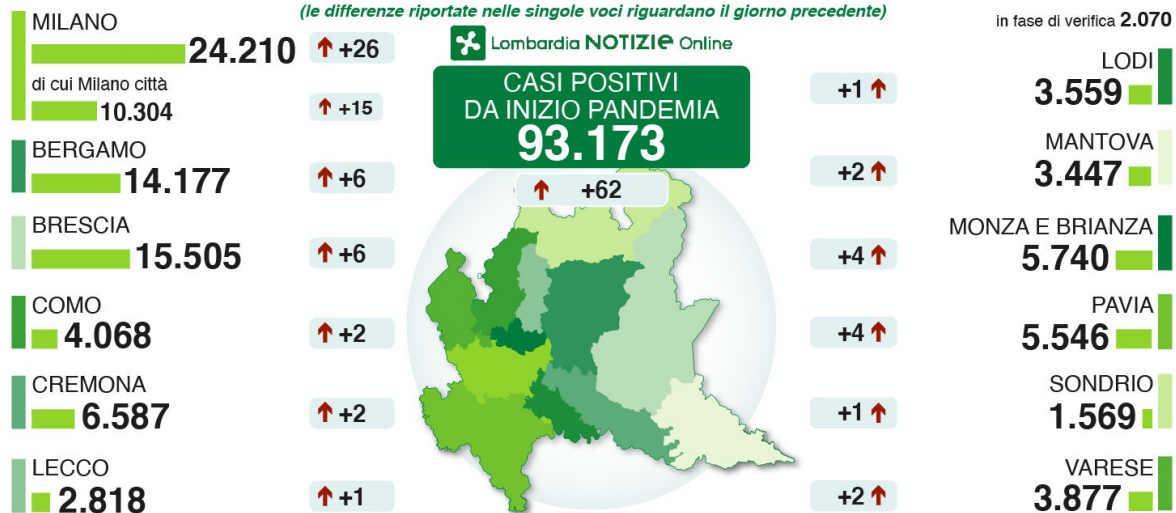 (le differenze riportate nelle singole voci riguardano il giorno precedente)
Lombardia NOTIZIE Online
CASI POSITIVI
DA INIZIO PANDEMIA
93.173
+62
MILANO
24.210
+26
di cui Milano città
10.304
+15
BERGAMO
14.177
+6
BRESCIA
15.505
+6
COMO
4.068
+2
CREMONA
6.587
+2
LECCO
2.818
+1
in fase di verifica 2.070
LODI
+1
3.559
MANTOVA
+2
3.447
MONZA E BRIANZA
+4
5.740
PAVIA
+4
5.546
SONDRIO
+1
1.569
VARESE
+2
3.877